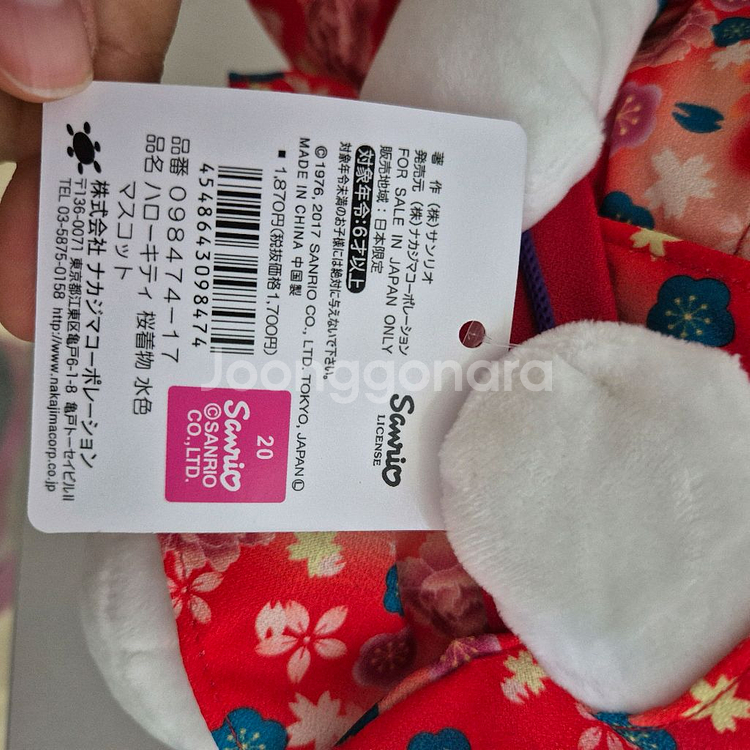 著 作 (株)サンリオ
発売元 (株)ナカジマコーポレーション
FOR SALE IN JAPAN ONLY
販売地域：日本限定
対象年令:6才以上
対象年令未満のお子様には絶対に与えないで下さい。
©1976, 2017 SANRIO CO., LTD. TOKYO, JAPAN Ⓛ
MADE IN CHINA 中国製
■ 1,870円(税抜価格 1,700円)
4548643098474
品番 098474-17
品名 ハローキティ 桜着物 水色
マスコット
株式会社 ナカジマコーポレーション
〒136-0071 東京都江東区亀戸6-1-8 亀戸トーセイビルⅡ
TEL 03-5875-0158 http://www.nakajimacorp.co.jp
Sanrio
LICENSE
20
Sanrio
©SANRIO
CO.,LTD.
Joonggonara